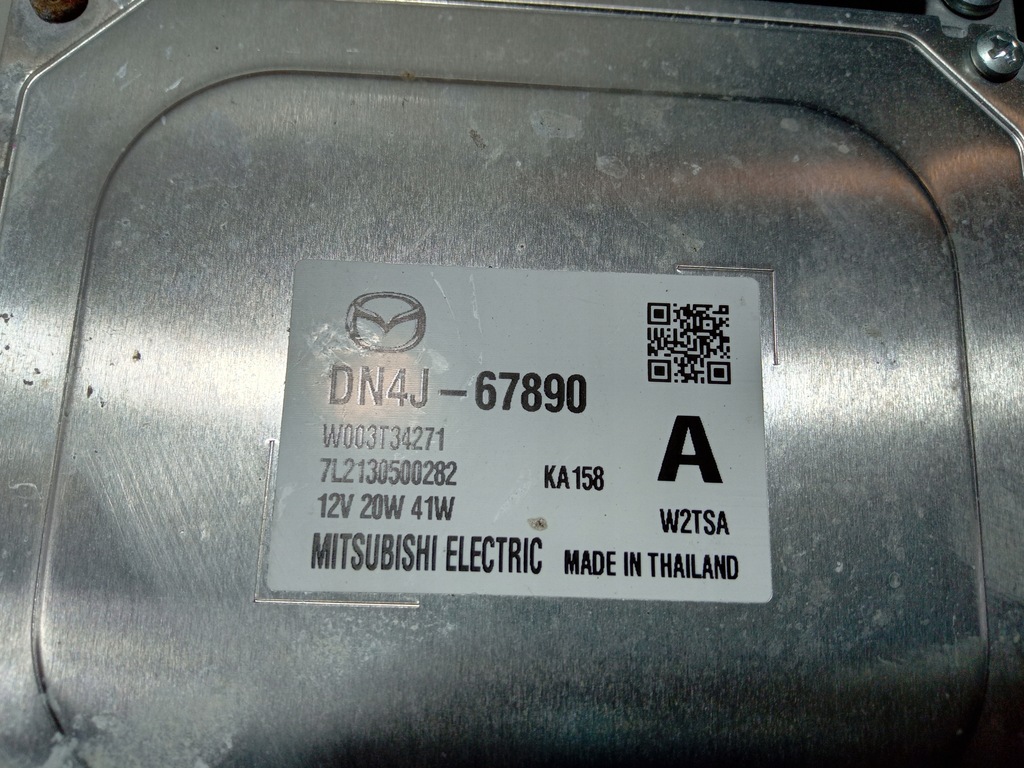 DN4J-67890
W003T34271
7L2130500282
KA158
A
12V 20W 41W
W2TSA
MITSUBISHI ELECTRIC MADE IN THAILAND